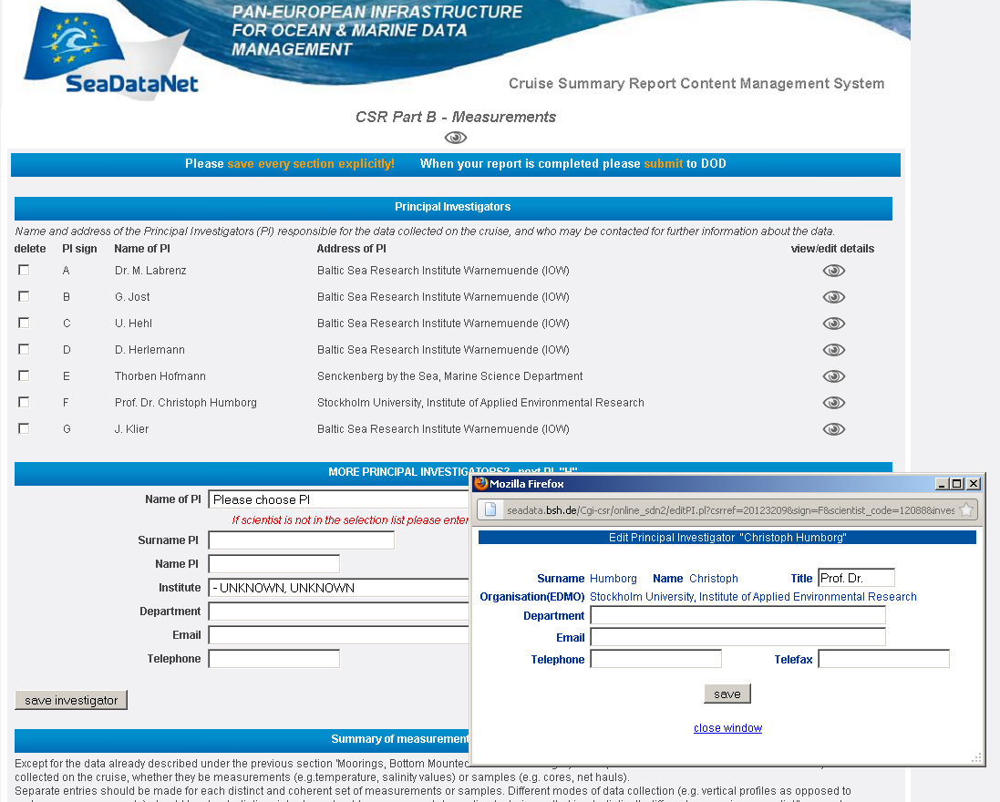 PAN-EUROPEAN INFRASTRUCTURE
FOR OCEAN & MARINE DATA
MANAGEMENT
SeaDataNet
Cruise Summary Report Content Management System
CSR Part B - Measurements
Please save every section explicitly! When your report is completed please submit to DOD
Principal Investigators
Name and address of the Principal Investigators (PI) responsible for the data collected on the cruise, and who may be contacted for further information about the data.
delete PI sign Name of PI Address of PI view/edit details
A Dr. M. Labrenz Baltic Sea Research Institute Warnemuende (IOW)
B G. Jost Baltic Sea Research Institute Warnemuende (IOW)
C U. Hehl Baltic Sea Research Institute Warnemuende (IOW)
D D. Herlemann Baltic Sea Research Institute Warnemuende (IOW)
E Thorben Hofmann Senckenberg by the Sea, Marine Science Department
F Prof. Dr. Christoph Humborg Stockholm University, Institute of Applied Environmental Research
G J. Klier Baltic Sea Research Institute Warnemuende (IOW)
MORE PRINCIPAL INVESTIGATORS? next PI "H"
Name of PI Please choose PI
If scientist is not in the selection list please enter
Surname PI
Name PI
Institute - UNKNOWN, UNKNOWN
Department
Email
Telephone
save investigator
Mozilla Firefox
seadata.bsh.de/Cgi-csr/online_sdn2/editPI.pl?csrref=20123209&sign=F&scientist_code=12088&inves
Edit Principal Investigator "Christoph Humborg"
Surname Humborg Name Christoph Title Prof. Dr.
Organisation(EDMO) Stockholm University, Institute of Applied Environmental Research
Department
Email
Telephone Telefax
save
close window
Summary of measurement
Except for the data already described under the previous section 'Moorings, Bottom Mounted
collected on the cruise, whether they be measurements (e.g.temperature, salinity values) or samples (e.g. cores, net hauls).
Separate entries should be made for each distinct and coherent set of measurements or samples. Different modes of data collection (e.g. vertical profiles as opposed to